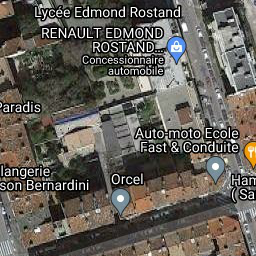 Lycée Edmond Rostand
RENAULT EDMOND
ROSTAND...
Concessionnaire
automobile
Paradis
Auto-moto Ecole
Fast & Conduite
langerie
son Bernardini
Orcel
Ham
( Sa